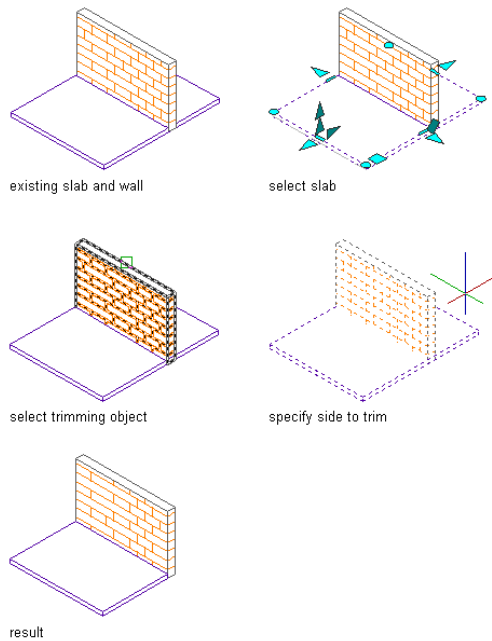 existing slab and wall
select slab
select trimming object
specify side to trim
result